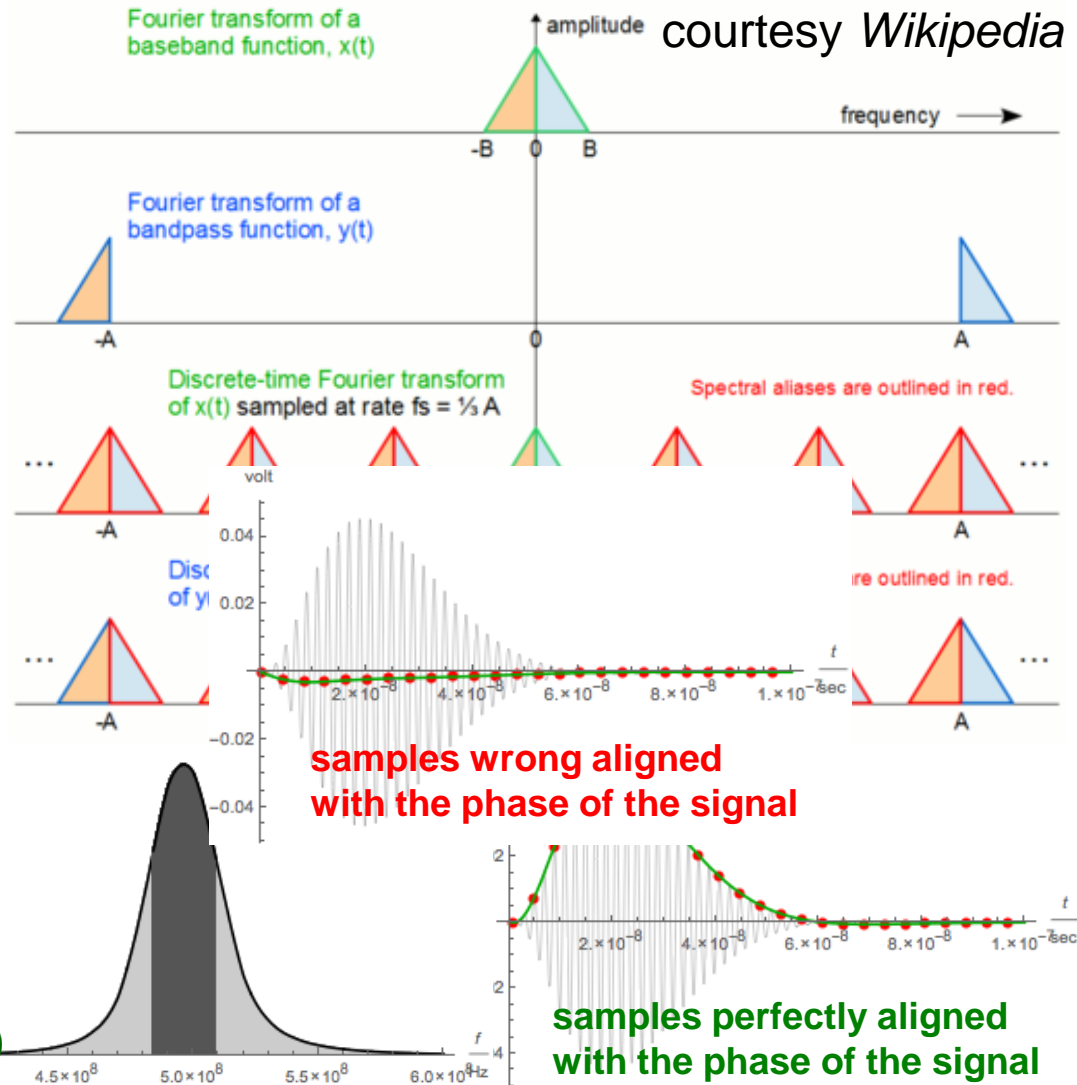 Fourier transform of a
baseband function, x(t)
amplitude
courtesy Wikipedia
frequency
-B 0 B
Fourier transform of a
bandpass function, y(t)
-A 0 A
Discrete-time Fourier transform
of x(t) sampled at rate fs = ⅓ A
Spectral aliases are outlined in red.
... ...
-A A
volt
0.04
0.02
-0.02
-0.04
2.×10⁻⁸ 4.×10⁻⁸ 6.×10⁻⁸ 8.×10⁻⁸ 1.×10⁻⁷
t
sec
Disc
of y
re outlined in red.
... ...
-A A
samples wrong aligned
with the phase of the signal
2.×10⁻⁸ 4.×10⁻⁸ 6.×10⁻⁸ 8.×10⁻⁸ 1.×10⁻⁷
t
sec
samples perfectly aligned
with the phase of the signal
4.5×10⁸ 5.0×10⁸ 5.5×10⁸ 6.0×10⁸
f
Hz